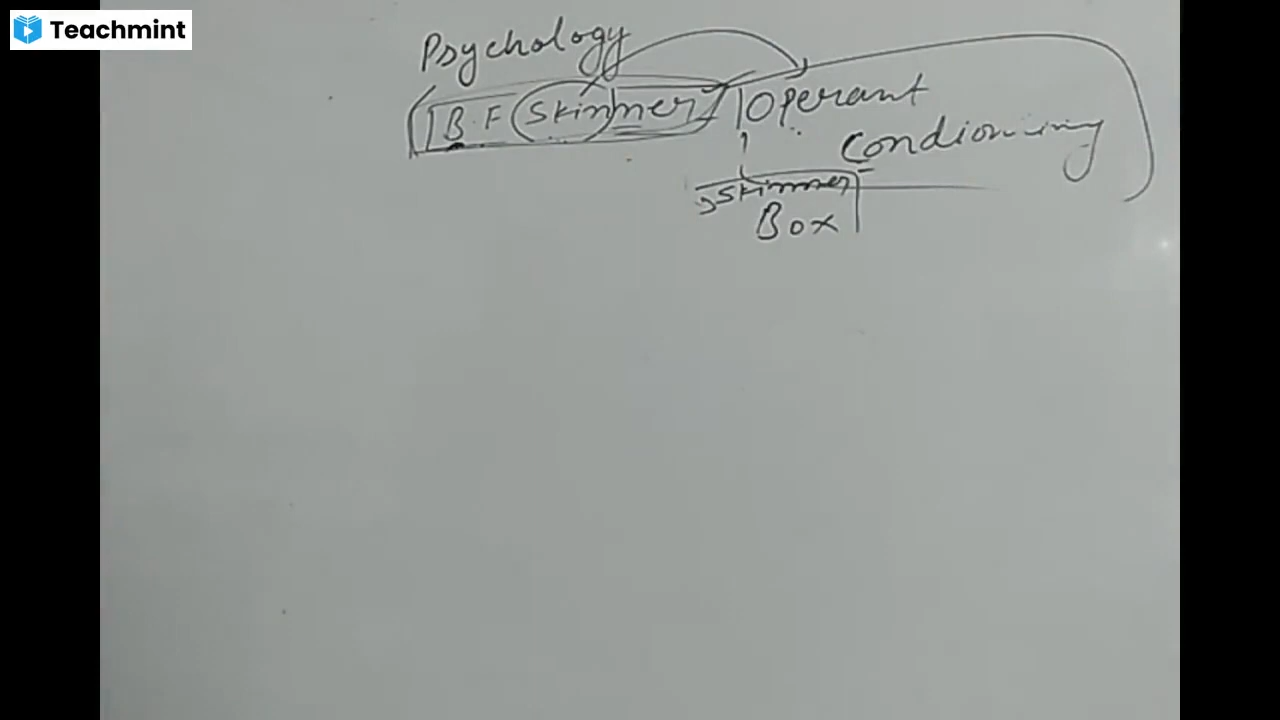 Teachmint
Psychology
B.F Skinner Operant
Condioning
Skinner
Box